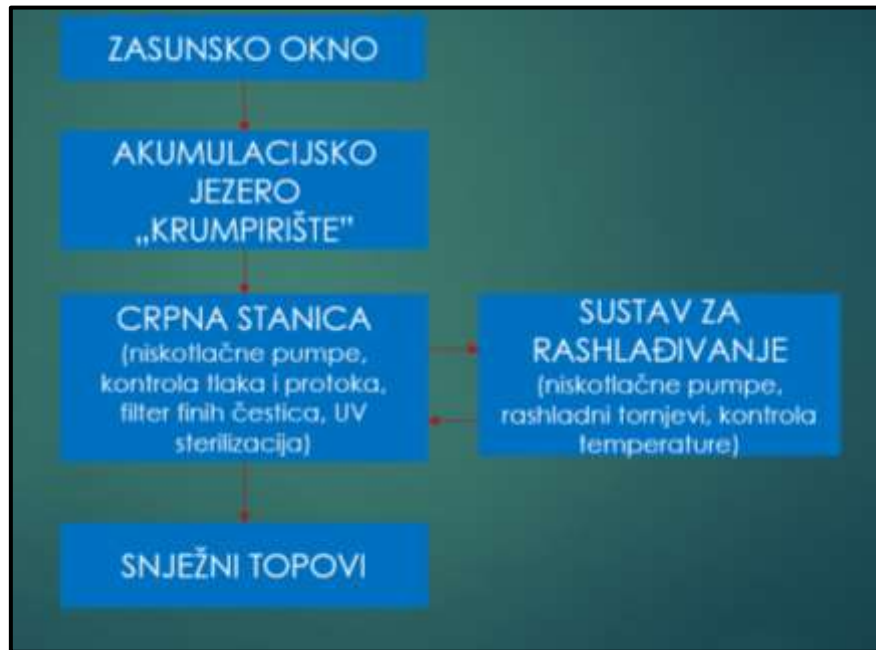 ZASUNSKO OKNO
AKUMULACIJSKO
JEZERO
„KRUMPIRIŠTE”
CRPNA STANICA
(niskotlačne pumpe,
kontrola tlaka i protoka,
filter finih čestica, UV
sterilizacija)
SUSTAV ZA
RASHLAĐIVANJE
(niskotlačne pumpe,
rashladni tornjevi, kontrola
temperature)
SNJEŽNI TOPOVI